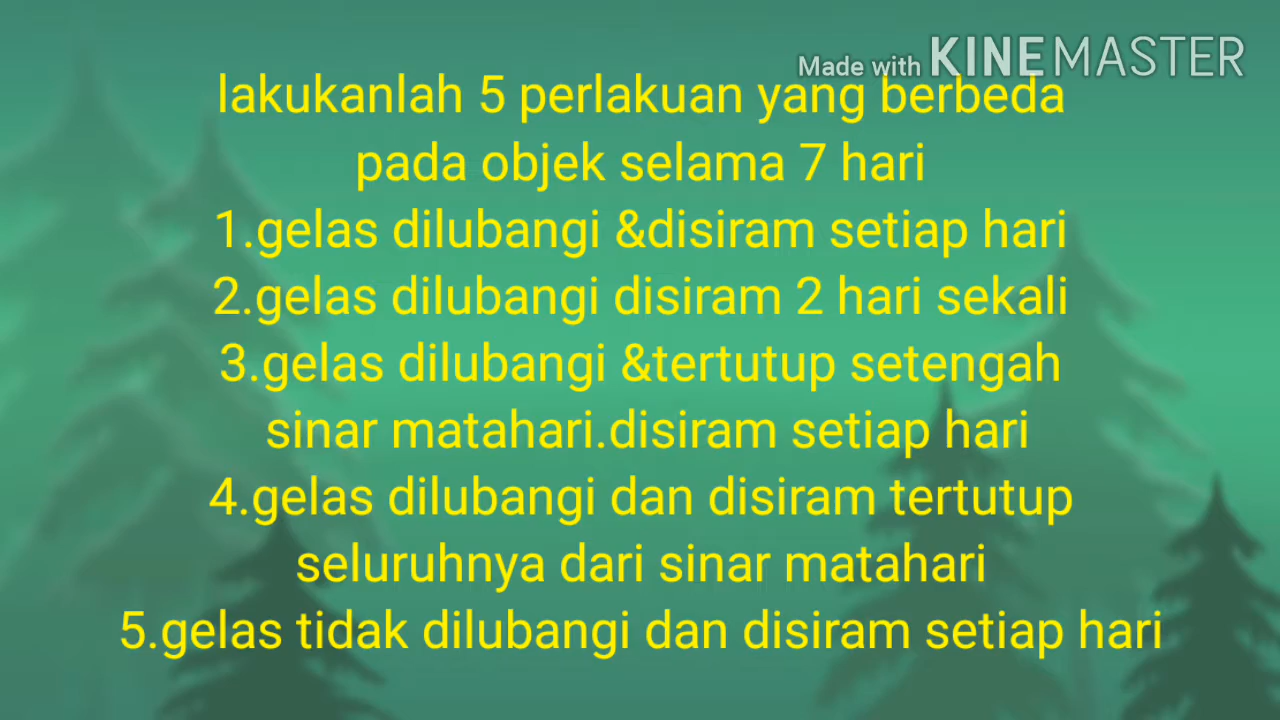 Made with KINEMASTER
lakukanlah 5 perlakuan yang berbeda
pada objek selama 7 hari
1.gelas dilubangi &disiram setiap hari
2.gelas dilubangi disiram 2 hari sekali
3.gelas dilubangi &tertutup setengah
sinar matahari.disiram setiap hari
4.gelas dilubangi dan disiram tertutup
seluruhnya dari sinar matahari
5.gelas tidak dilubangi dan disiram setiap hari